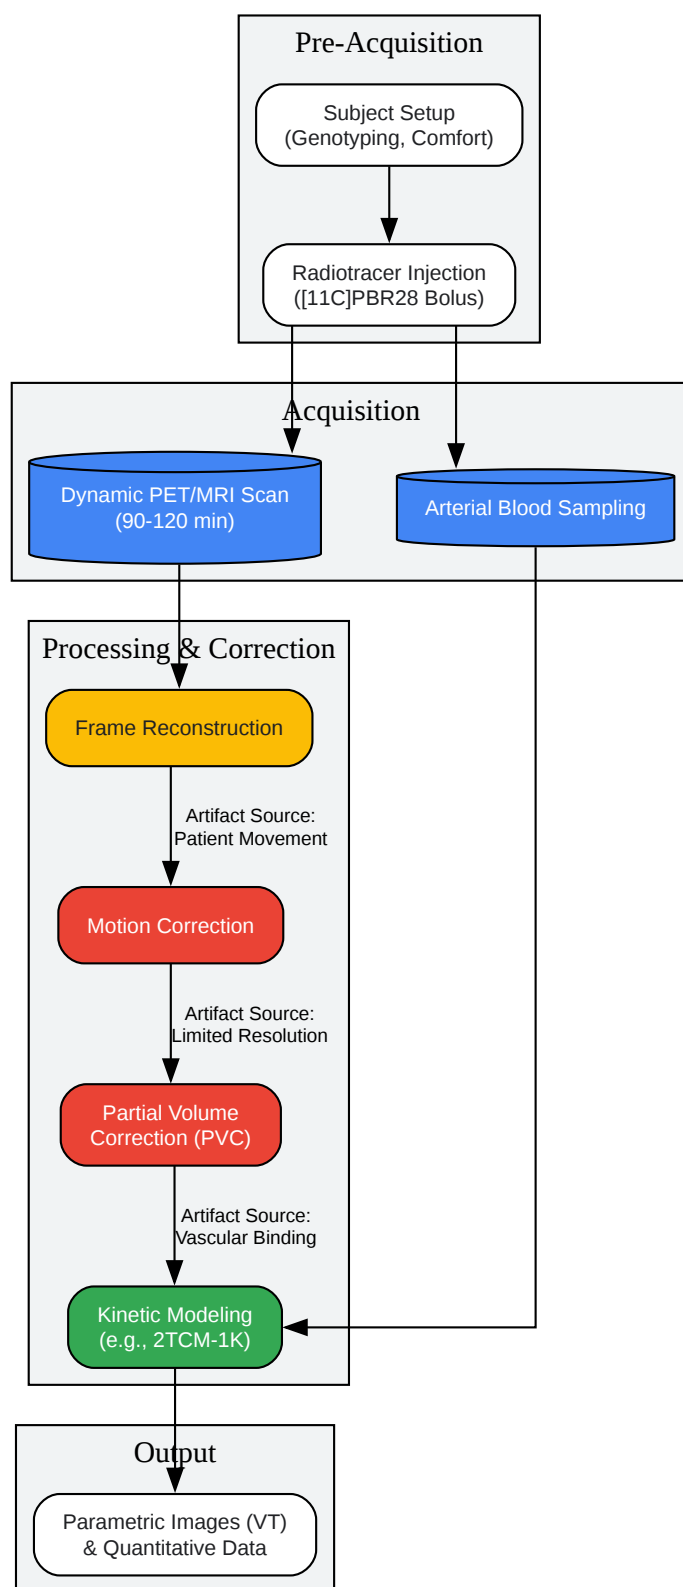 Pre-Acquisition
Subject Setup
(Genotyping, Comfort)
Radiotracer Injection
([11C]PBR28 Bolus)
Acquisition
Dynamic PET/MRI Scan
(90-120 min)
Arterial Blood Sampling
Processing & Correction
Frame Reconstruction
Artifact Source:
Patient Movement
Motion Correction
Artifact Source:
Limited Resolution
Partial Volume
Correction (PVC)
Artifact Source:
Vascular Binding
Kinetic Modeling
(e.g., 2TCM-1K)
Output
Parametric Images (VT)
& Quantitative Data